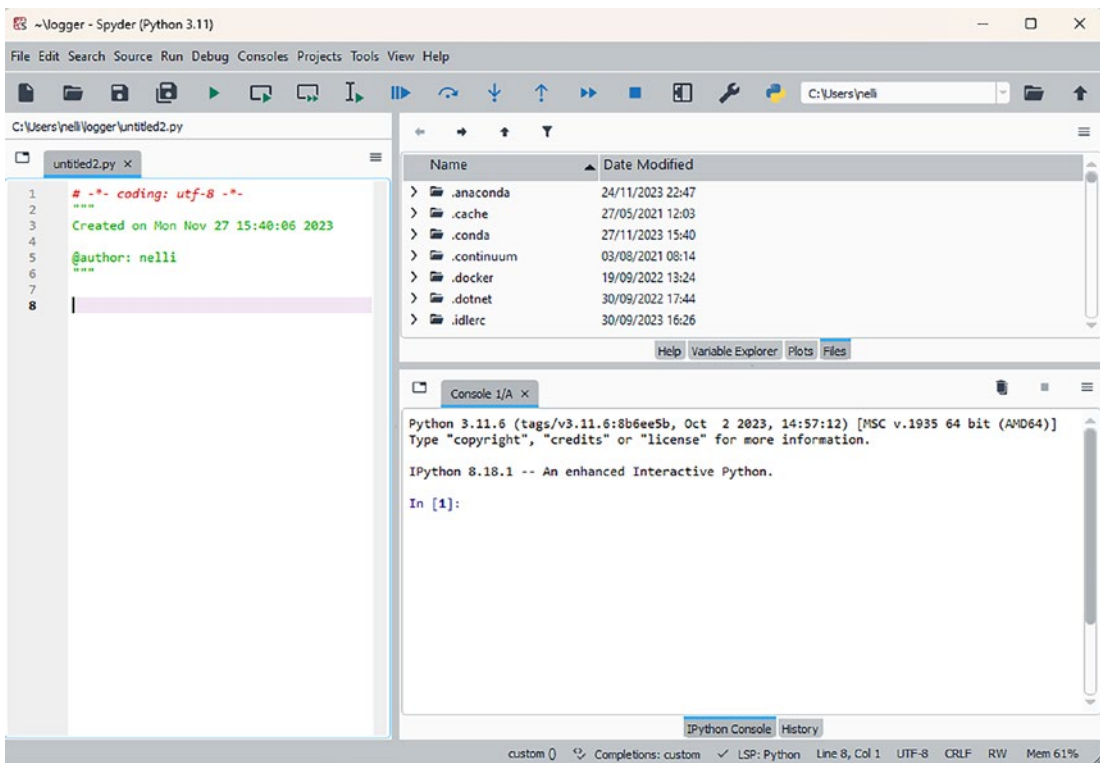 ~\logger - Spyder (Python 3.11)
File Edit Search Source Run Debug Consoles Projects Tools View Help
C:\Users\nelli
C:\Users\nelli\logger\untitled2.py
untitled2.py
1 # -*- coding: utf-8 -*-
2 """
3 Created on Mon Nov 27 15:40:06 2023
4
5 @author: nelli
6 """
7
8
Name Date Modified
.anaconda 24/11/2023 22:47
.cache 27/05/2021 12:03
.conda 27/11/2023 15:40
.continuum 03/08/2021 08:14
.docker 19/09/2022 13:24
.dotnet 30/09/2022 17:44
.idlerc 30/09/2023 16:26
Help Variable Explorer Plots Files
Console 1/A
Python 3.11.6 (tags/v3.11.6:8b6ee5b, Oct  2 2023, 14:57:12) [MSC v.1935 64 bit (AMD64)]
Type "copyright", "credits" or "license" for more information.
IPython 8.18.1 -- An enhanced Interactive Python.
In [1]:
IPython Console History
custom () Completions: custom LSP: Python Line 8, Col 1 UTF-8 CRLF RW Mem 61%